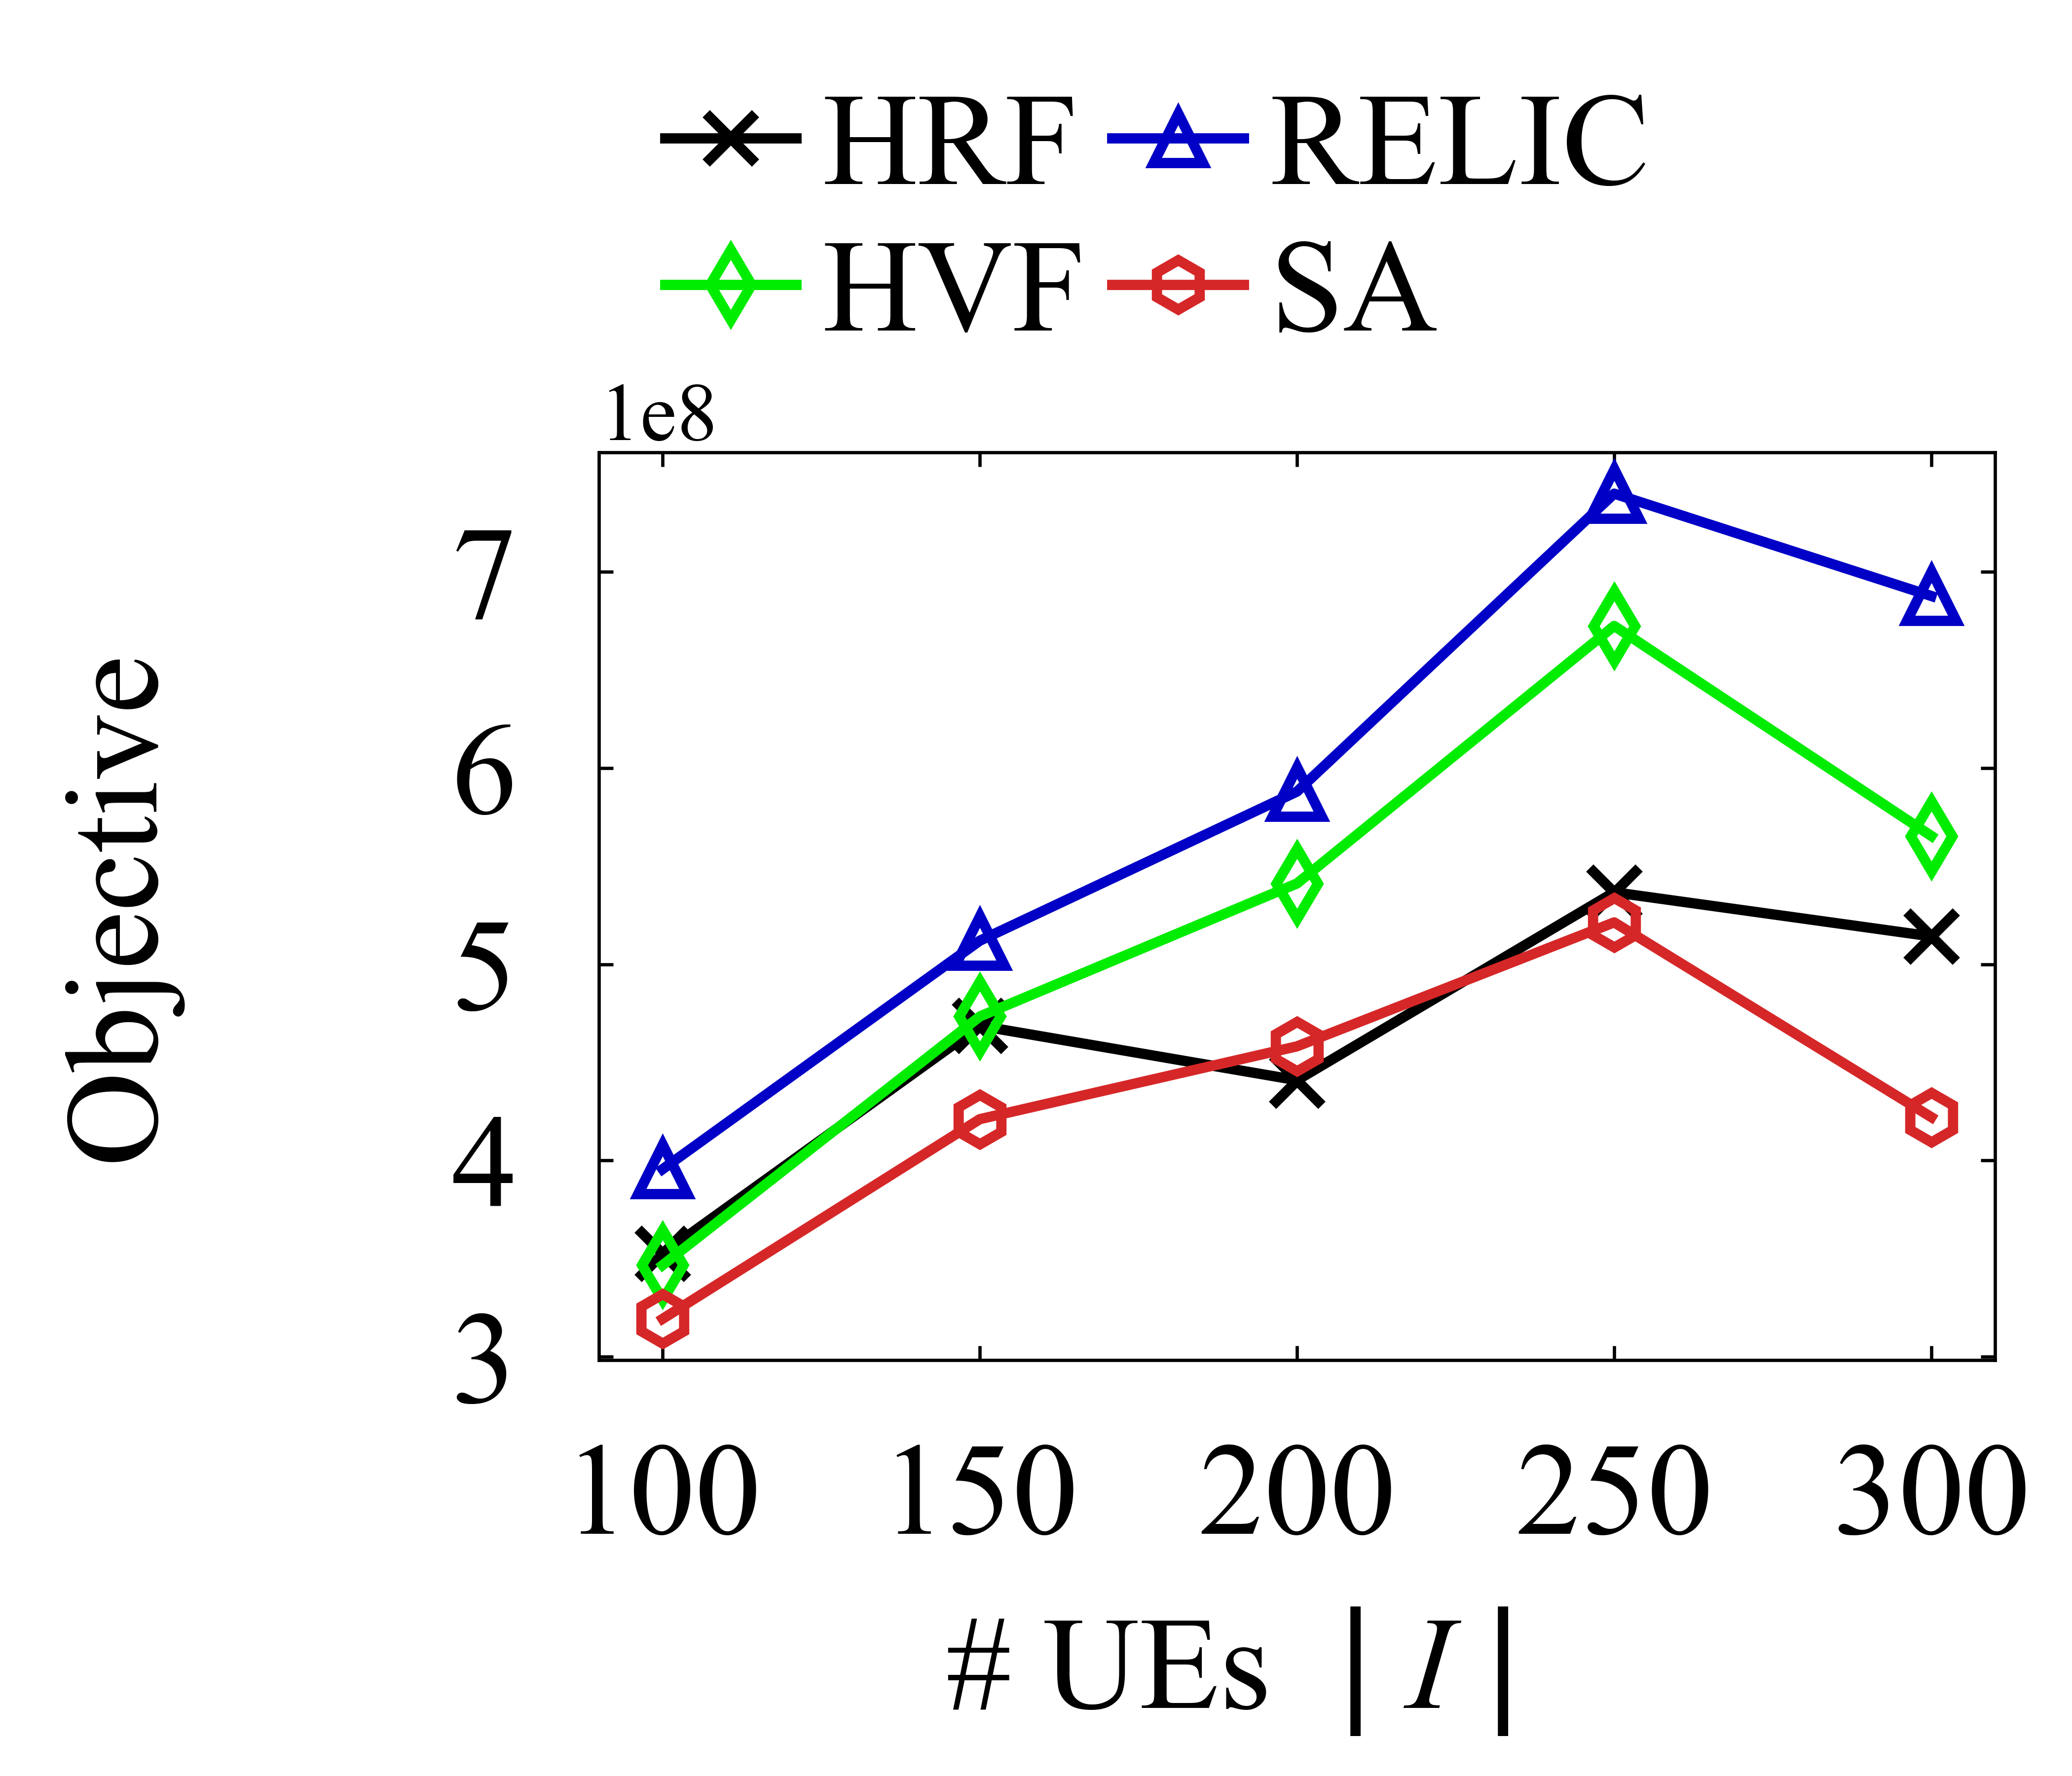 HRF RELIC
HVF SA
1e8
7
6
5
4
3
Objective
100 150 200 250 300
# UEs | I |